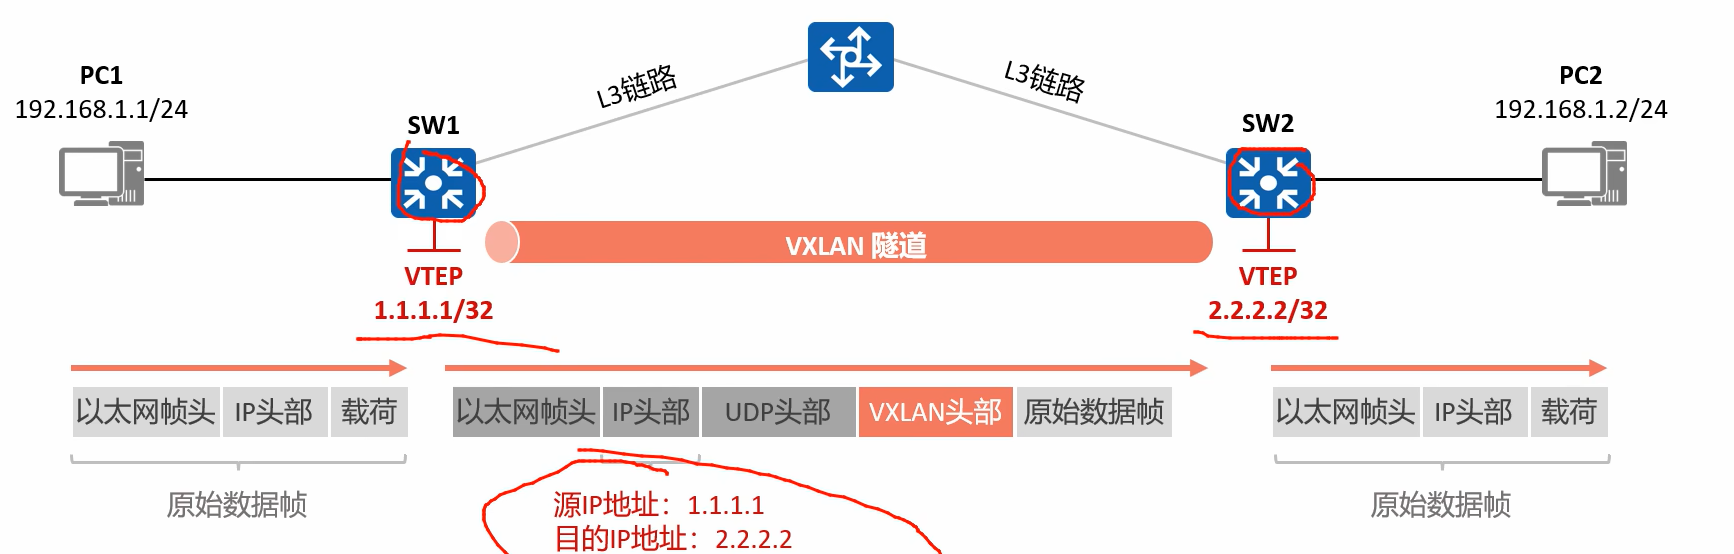 PC1
192.168.1.1/24
SW1
L3链路
L3链路
SW2
PC2
192.168.1.2/24
VXLAN 隧道
VTEP
1.1.1.1/32
VTEP
2.2.2.2/32
以太网帧头 IP头部 载荷
以太网帧头 IP头部 UDP头部 VXLAN头部 原始数据帧
以太网帧头 IP头部 载荷
原始数据帧
源IP地址：1.1.1.1
目的IP地址：2.2.2.2
原始数据帧